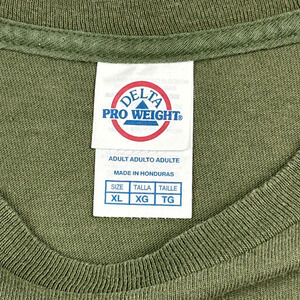 DELTA
PRO WEIGHT®
ADULT ADULTO ADULTE
MADE IN HONDURAS
SIZE TALLA TAILLE
XL XG TG